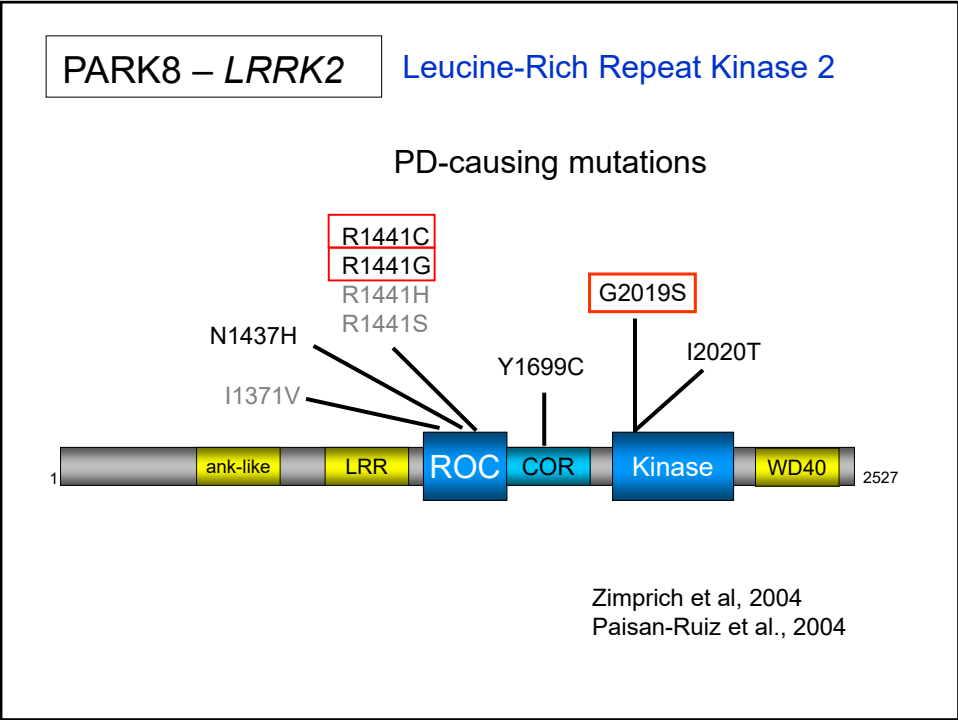 PARK8 – LRRK2
Leucine-Rich Repeat Kinase 2
PD-causing mutations
R1441C
R1441G
R1441H
R1441S
G2019S
N1437H
I2020T
Y1699C
I1371V
1
ank-like
LRR
ROC
COR
Kinase
WD40
2527
Zimprich et al, 2004
Paisan-Ruiz et al., 2004